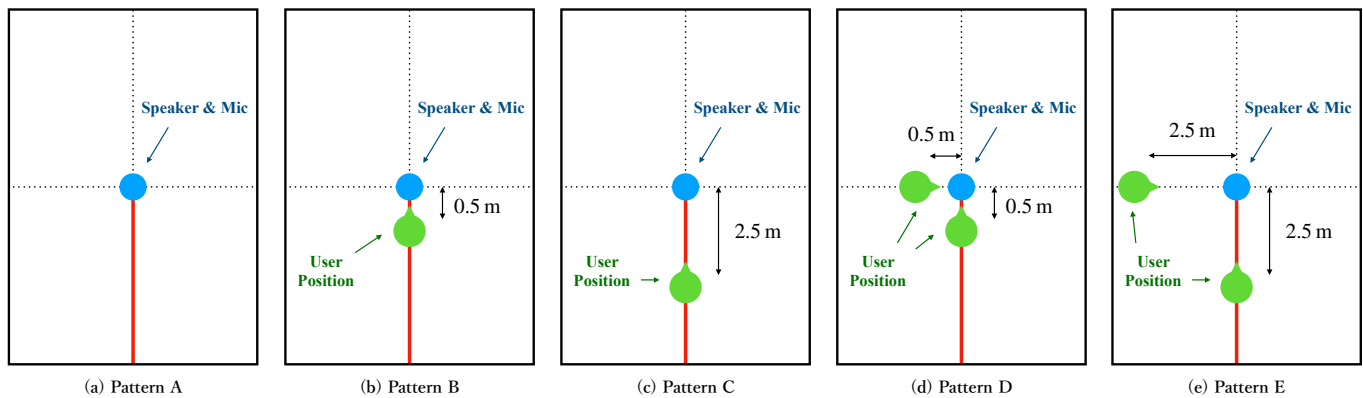 Speaker & Mic
(a) Pattern A
Speaker & Mic
0.5 m
User
Position
(b) Pattern B
Speaker & Mic
2.5 m
User
Position
(c) Pattern C
Speaker & Mic
0.5 m
0.5 m
User
Position
(d) Pattern D
Speaker & Mic
2.5 m
2.5 m
User
Position
(e) Pattern E